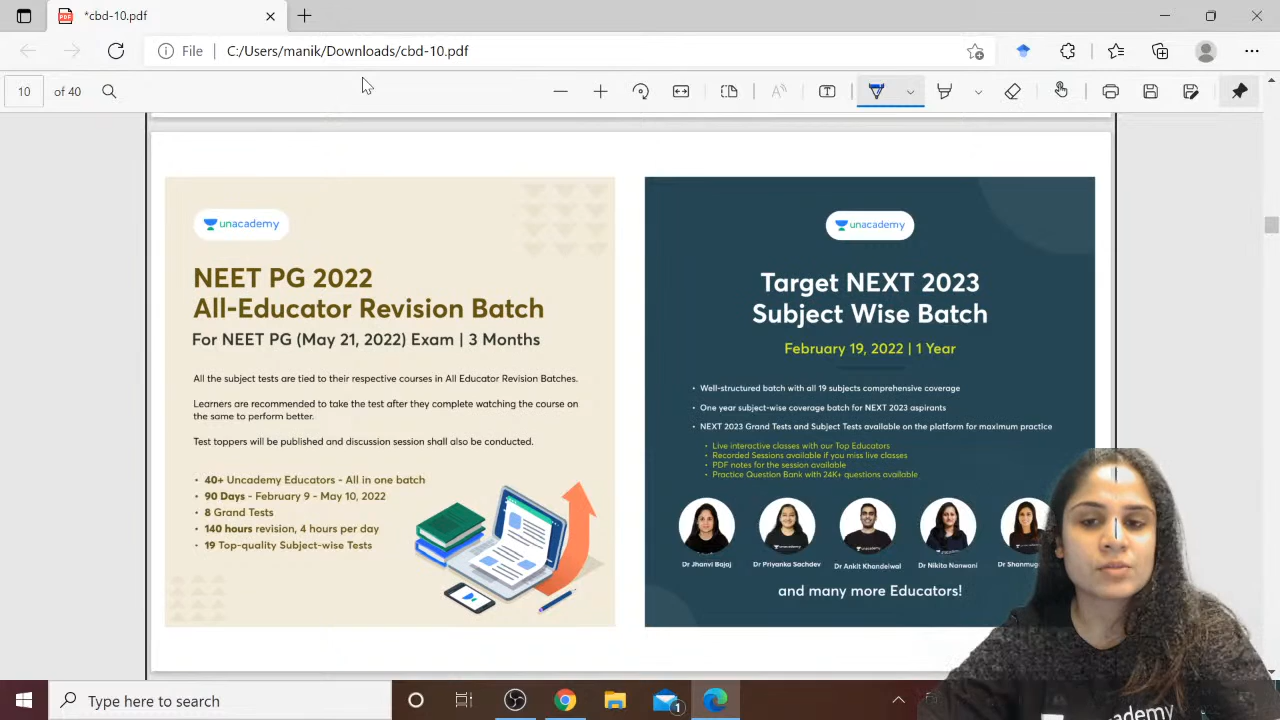 *cbd-10.pdf
File C:/Users/manik/Downloads/cbd-10.pdf
10 of 40
unacademy
NEET PG 2022
All-Educator Revision Batch
For NEET PG (May 21, 2022) Exam | 3 Months
All the subject tests are tied to their respective courses in All Educator Revision Batches.
Learners are recommended to take the test after they complete watching the course on
the same to perform better.
Test toppers will be published and discussion session shall also be conducted.
• 40+ Unacademy Educators - All in one batch
• 90 Days - February 9 - May 10, 2022
• 8 Grand Tests
• 140 hours revision, 4 hours per day
• 19 Top-quality Subject-wise Tests
unacademy
Target NEXT 2023
Subject Wise Batch
February 19, 2022 | 1 Year
• Well-structured batch with all 19 subjects comprehensive coverage
• One year subject-wise coverage batch for NEXT 2023 aspirants
• NEXT 2023 Grand Tests and Subject Tests available on the platform for maximum practice
• Live interactive classes with our Top Educators
• Recorded Sessions available if you miss live classes
• PDF notes for the session available
• Practice Question Bank with 24K+ questions available
Dr Jhanvi Bajaj Dr Priyanka Sachdev Dr Ankit Khandelwal Dr Nikita Nanwani Dr Shanmug
and many more Educators!
Type here to search
1
ademy